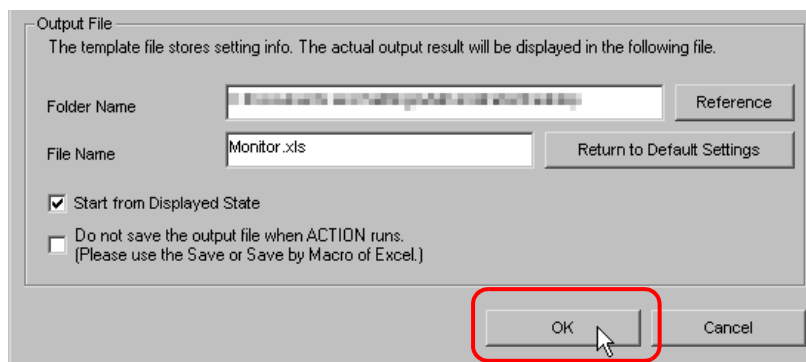 Output File
The template file stores setting info. The actual output result will be displayed in the following file.
Folder Name
Reference
File Name
Monitor.xls
Return to Default Settings
Start from Displayed State
Do not save the output file when ACTION runs.
(Please use the Save or Save by Macro of Excel.)
OK
Cancel